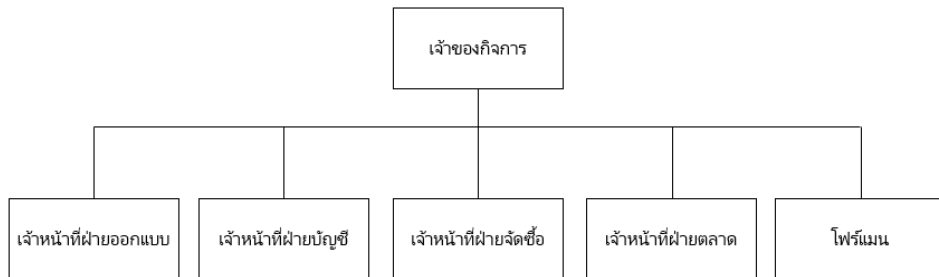 เจ้าของกิจการ
เจ้าหน้าที่ฝ่ายออกแบบ
เจ้าหน้าที่ฝ่ายบัญชี
เจ้าหน้าที่ฝ่ายจัดซื้อ
เจ้าหน้าที่ฝ่ายตลาด
โฟร์แมน